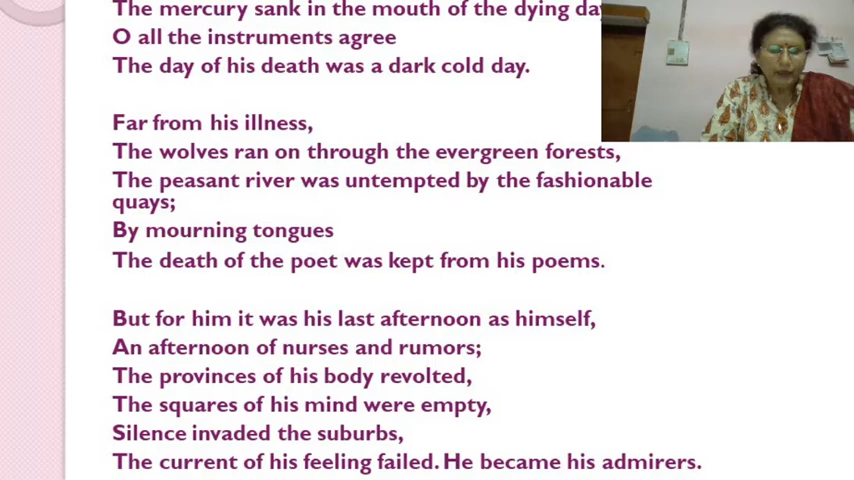 The mercury sank in the mouth of the dying day
O all the instruments agree
The day of his death was a dark cold day.
Far from his illness,
The wolves ran on through the evergreen forests,
The peasant river was untempted by the fashionable
quays;
By mourning tongues
The death of the poet was kept from his poems.
But for him it was his last afternoon as himself,
An afternoon of nurses and rumors;
The provinces of his body revolted,
The squares of his mind were empty,
Silence invaded the suburbs,
The current of his feeling failed. He became his admirers.